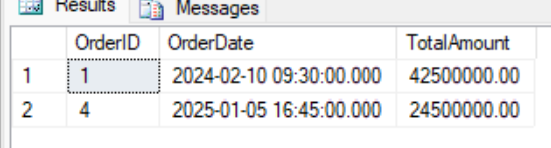 Results Messages
OrderID OrderDate TotalAmount
1 1 2024-02-10 09:30:00.000 42500000.00
2 4 2025-01-05 16:45:00.000 24500000.00